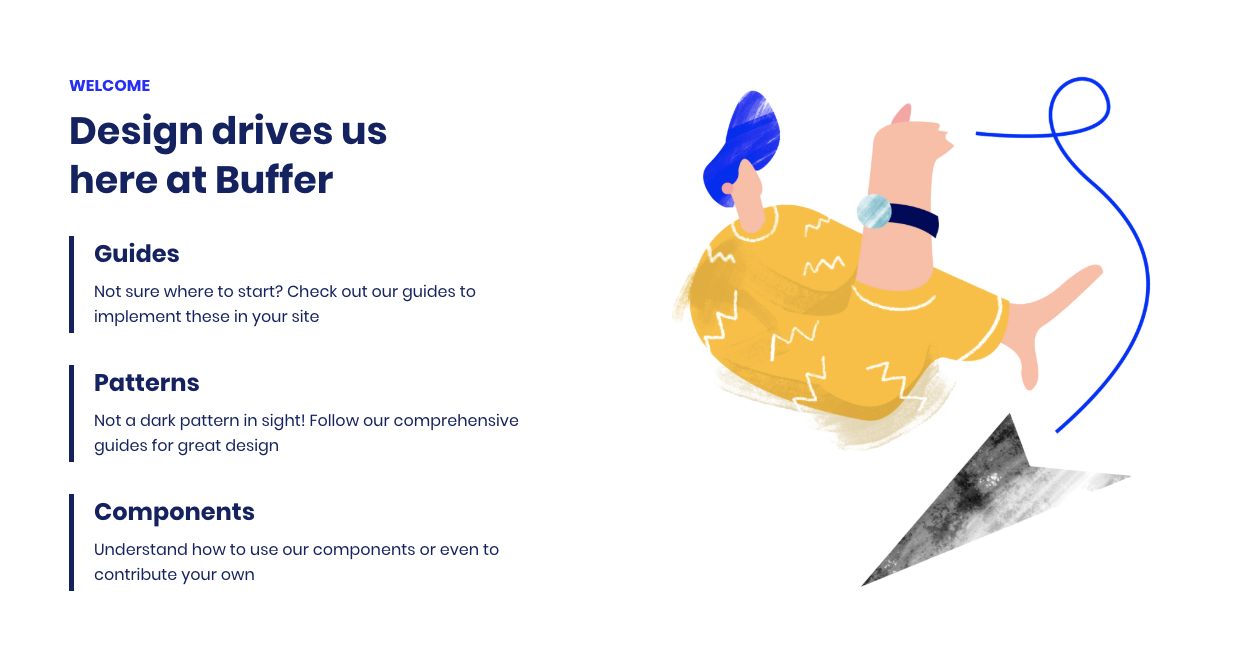 WELCOME
Design drives us
here at Buffer
Guides
Not sure where to start? Check out our guides to
implement these in your site
Patterns
Not a dark pattern in sight! Follow our comprehensive
guides for great design
Components
Understand how to use our components or even to
contribute your own